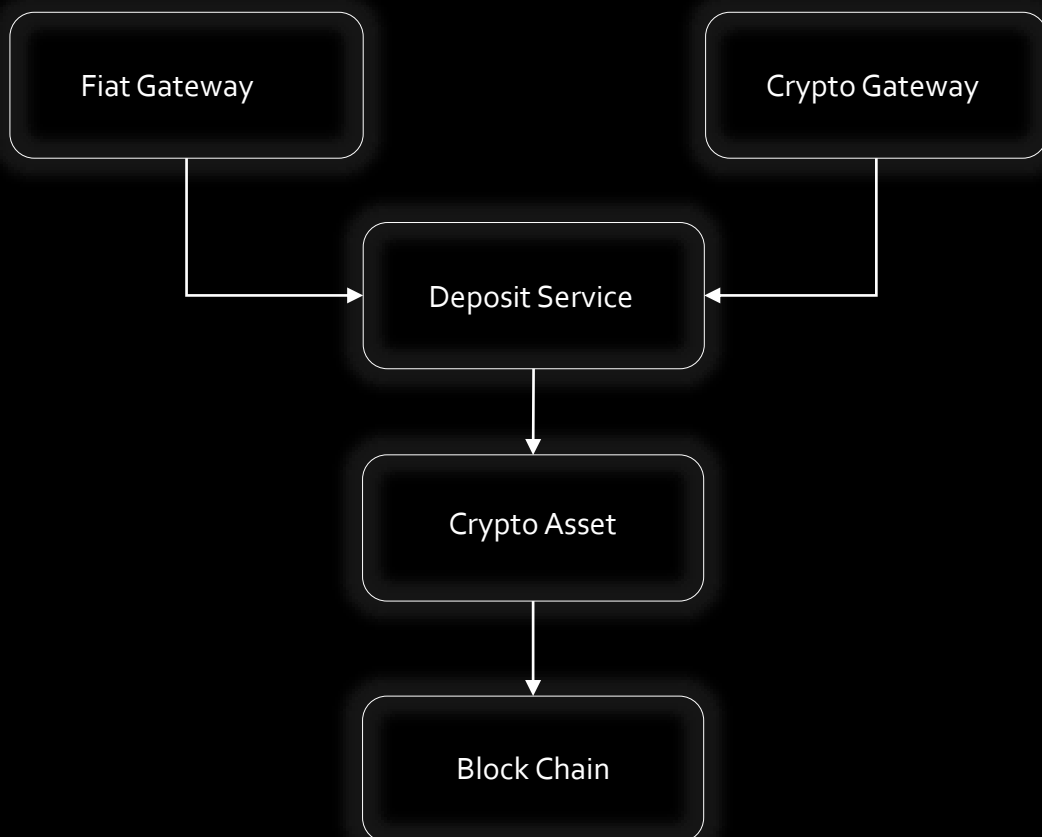 Fiat Gateway
Crypto Gateway
Deposit Service
Crypto Asset
Block Chain